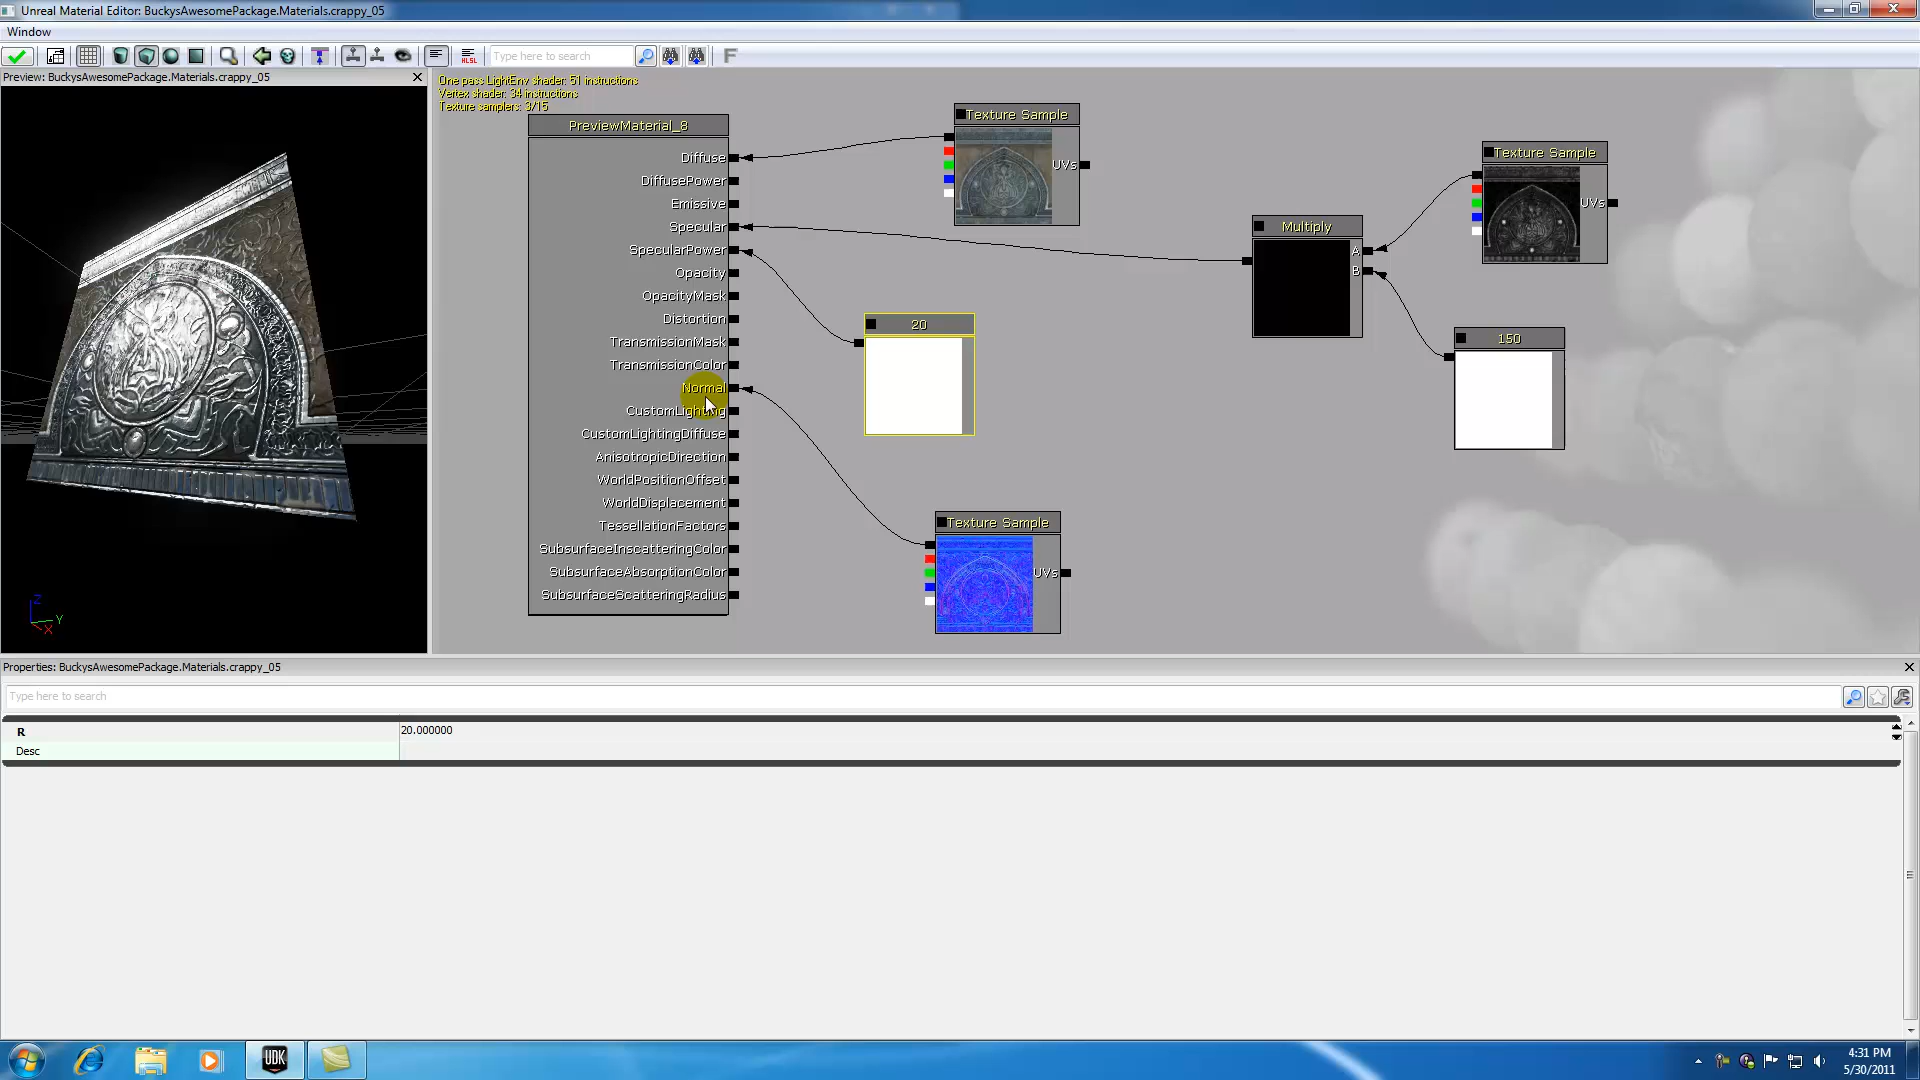 Unreal Material Editor: BuckysAwesomePackage.Materials.crappy_05
Window
HLSL
Type here to search
F
Preview: BuckysAwesomePackage.Materials.crappy_05
One pass LightEnv shader: 51 instructions
Vertex shader: 34 instructions
Texture samplers: 3/15
PreviewMaterial_8
Diffuse
DiffusePower
Emissive
Specular
SpecularPower
Opacity
OpacityMask
Distortion
TransmissionMask
TransmissionColor
Normal
CustomLighting
CustomLightingDiffuse
AnisotropicDirection
WorldPositionOffset
WorldDisplacement
TessellationFactors
SubsurfaceInscatteringColor
SubsurfaceAbsorptionColor
SubsurfaceScatteringRadius
Texture Sample
UVs
20
Texture Sample
UVs
Multiply
A
B
Texture Sample
UVs
150
Z
Y
X
Properties: BuckysAwesomePackage.Materials.crappy_05
Type here to search
R 20.000000
Desc
UDK
4:31 PM
5/30/2011